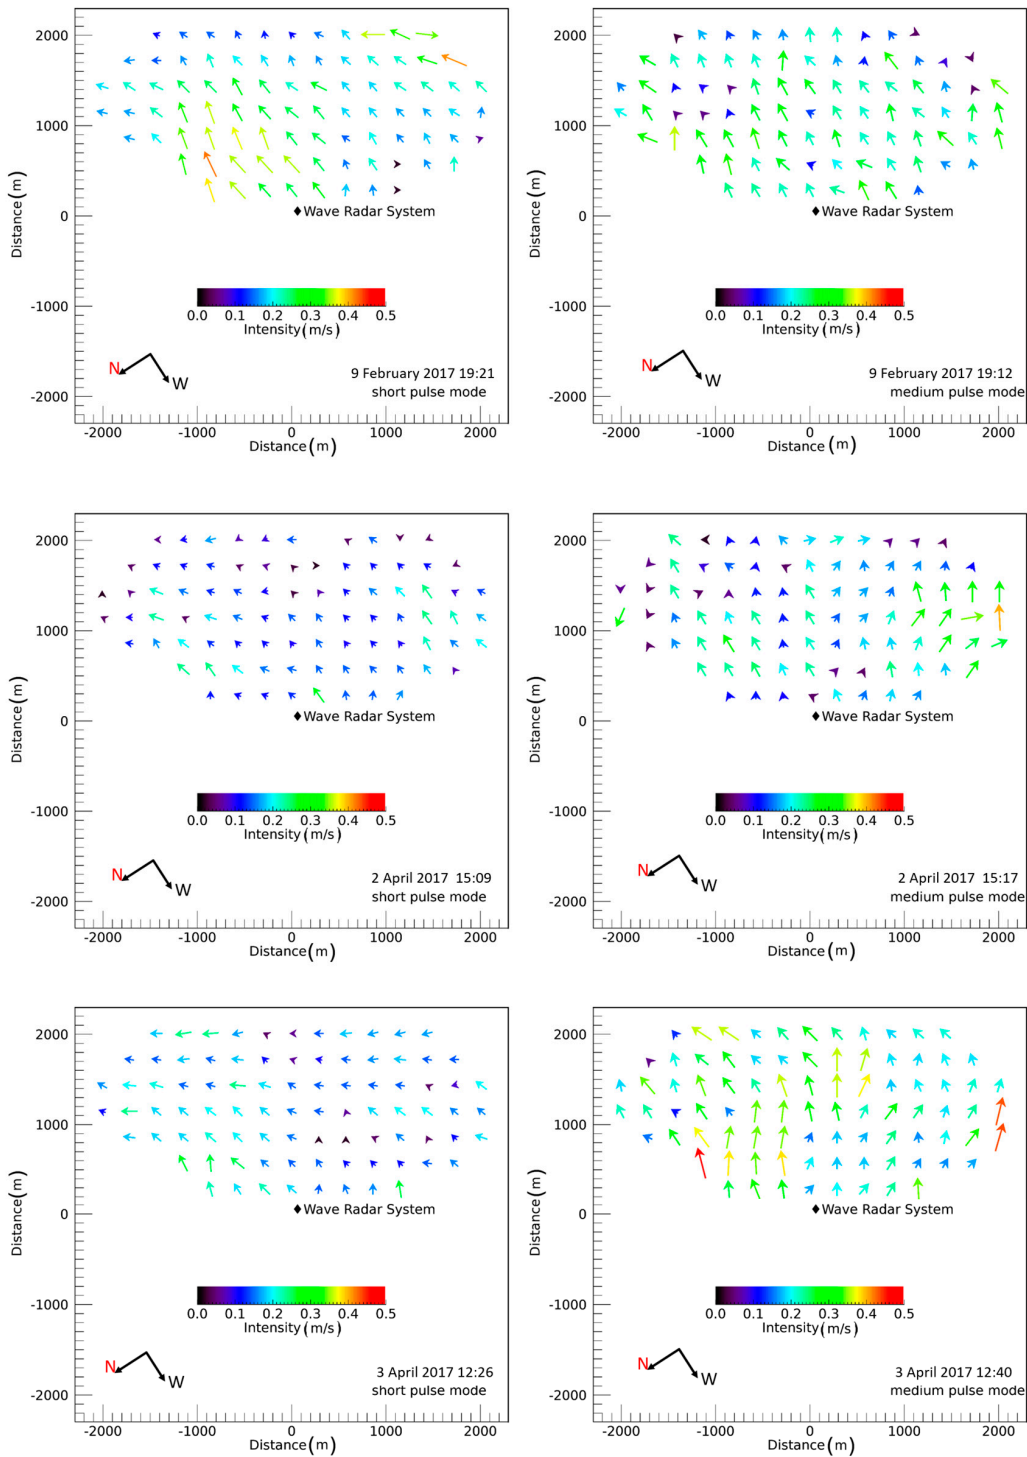 2000
1000
0
-1000
-2000
Distance(m)
Wave Radar System
0.0 0.1 0.2 0.3 0.4 0.5
Intensity(m/s)
N
W
9 February 2017 19:21
short pulse mode
-2000 -1000 0 1000 2000
Distance(m)
2000
1000
0
-1000
-2000
Distance(m)
Wave Radar System
0.0 0.1 0.2 0.3 0.4 0.5
Intensity(m/s)
N
W
9 February 2017 19:12
medium pulse mode
-2000 -1000 0 1000 2000
Distance(m)
2000
1000
0
-1000
-2000
Distance(m)
Wave Radar System
0.0 0.1 0.2 0.3 0.4 0.5
Intensity(m/s)
N
W
2 April 2017 15:09
short pulse mode
-2000 -1000 0 1000 2000
Distance(m)
2000
1000
0
-1000
-2000
Distance(m)
Wave Radar System
0.0 0.1 0.2 0.3 0.4 0.5
Intensity(m/s)
N
W
2 April 2017 15:17
medium pulse mode
-2000 -1000 0 1000 2000
Distance(m)
2000
1000
0
-1000
-2000
Distance(m)
Wave Radar System
0.0 0.1 0.2 0.3 0.4 0.5
Intensity(m/s)
N
W
3 April 2017 12:26
short pulse mode
-2000 -1000 0 1000 2000
Distance(m)
2000
1000
0
-1000
-2000
Distance(m)
Wave Radar System
0.0 0.1 0.2 0.3 0.4 0.5
Intensity(m/s)
N
W
3 April 2017 12:40
medium pulse mode
-2000 -1000 0 1000 2000
Distance(m)